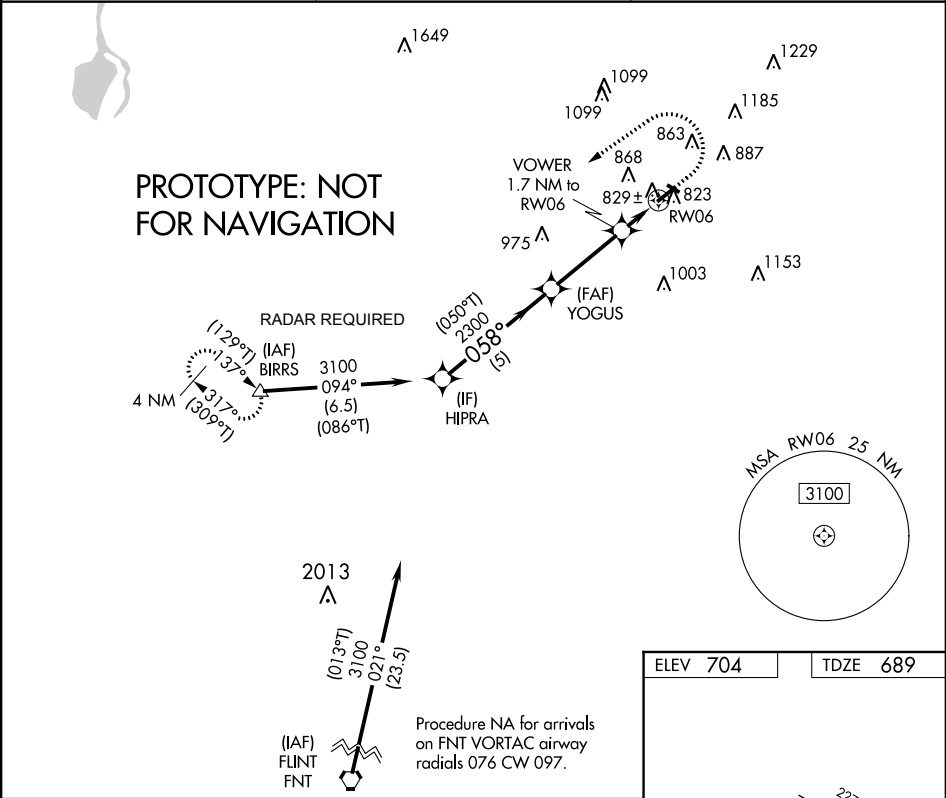 1649
1229
1099
1099
1185
863
887
868
829±
823
RW06
VOWER
1.7 NM to
RW06
PROTOTYPE: NOT
FOR NAVIGATION
975
1003
1153
(FAF)
YOGUS
(050°T)
2300
058°
(5)
RADAR REQUIRED
(129°T)
137°
(IAF)
BIRRS
3100
094°
(6.5)
(086°T)
4 NM
317°
(309°T)
(IF)
HIPRA
MSA RW06 25 NM
3100
2013
(013°T)
3100
021°
(23.5)
(IAF)
FLINT
FNT
Procedure NA for arrivals
on FNT VORTAC airway
radials 076 CW 097.
ELEV 704
TDZE 689